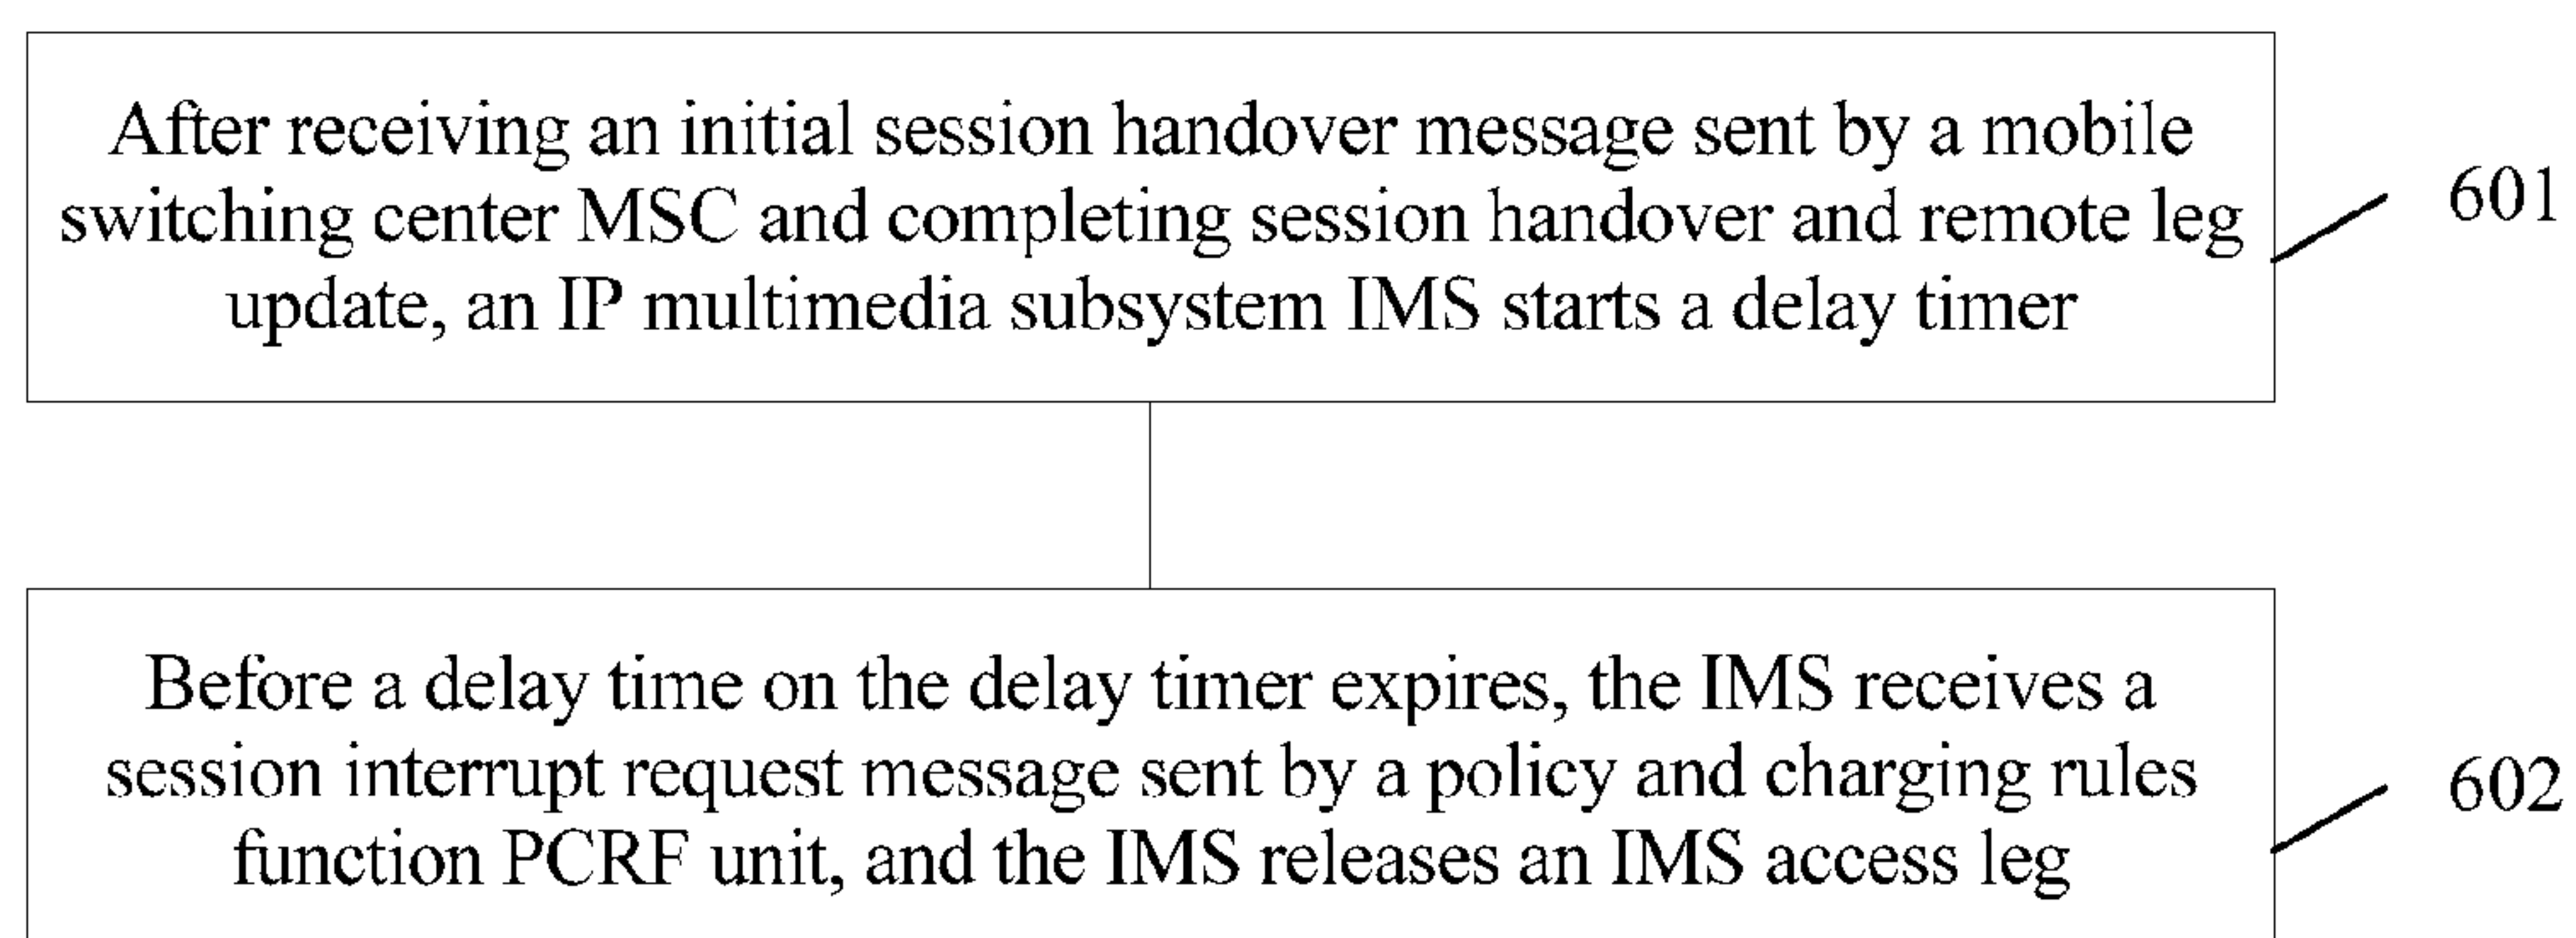 After receiving an initial session handover message sent by a mobile
switching center MSC and completing session handover and remote leg
update, an IP multimedia subsystem IMS starts a delay timer
601
Before a delay time on the delay timer expires, the IMS receives a
session interrupt request message sent by a policy and charging rules
function PCRF unit, and the IMS releases an IMS access leg
602